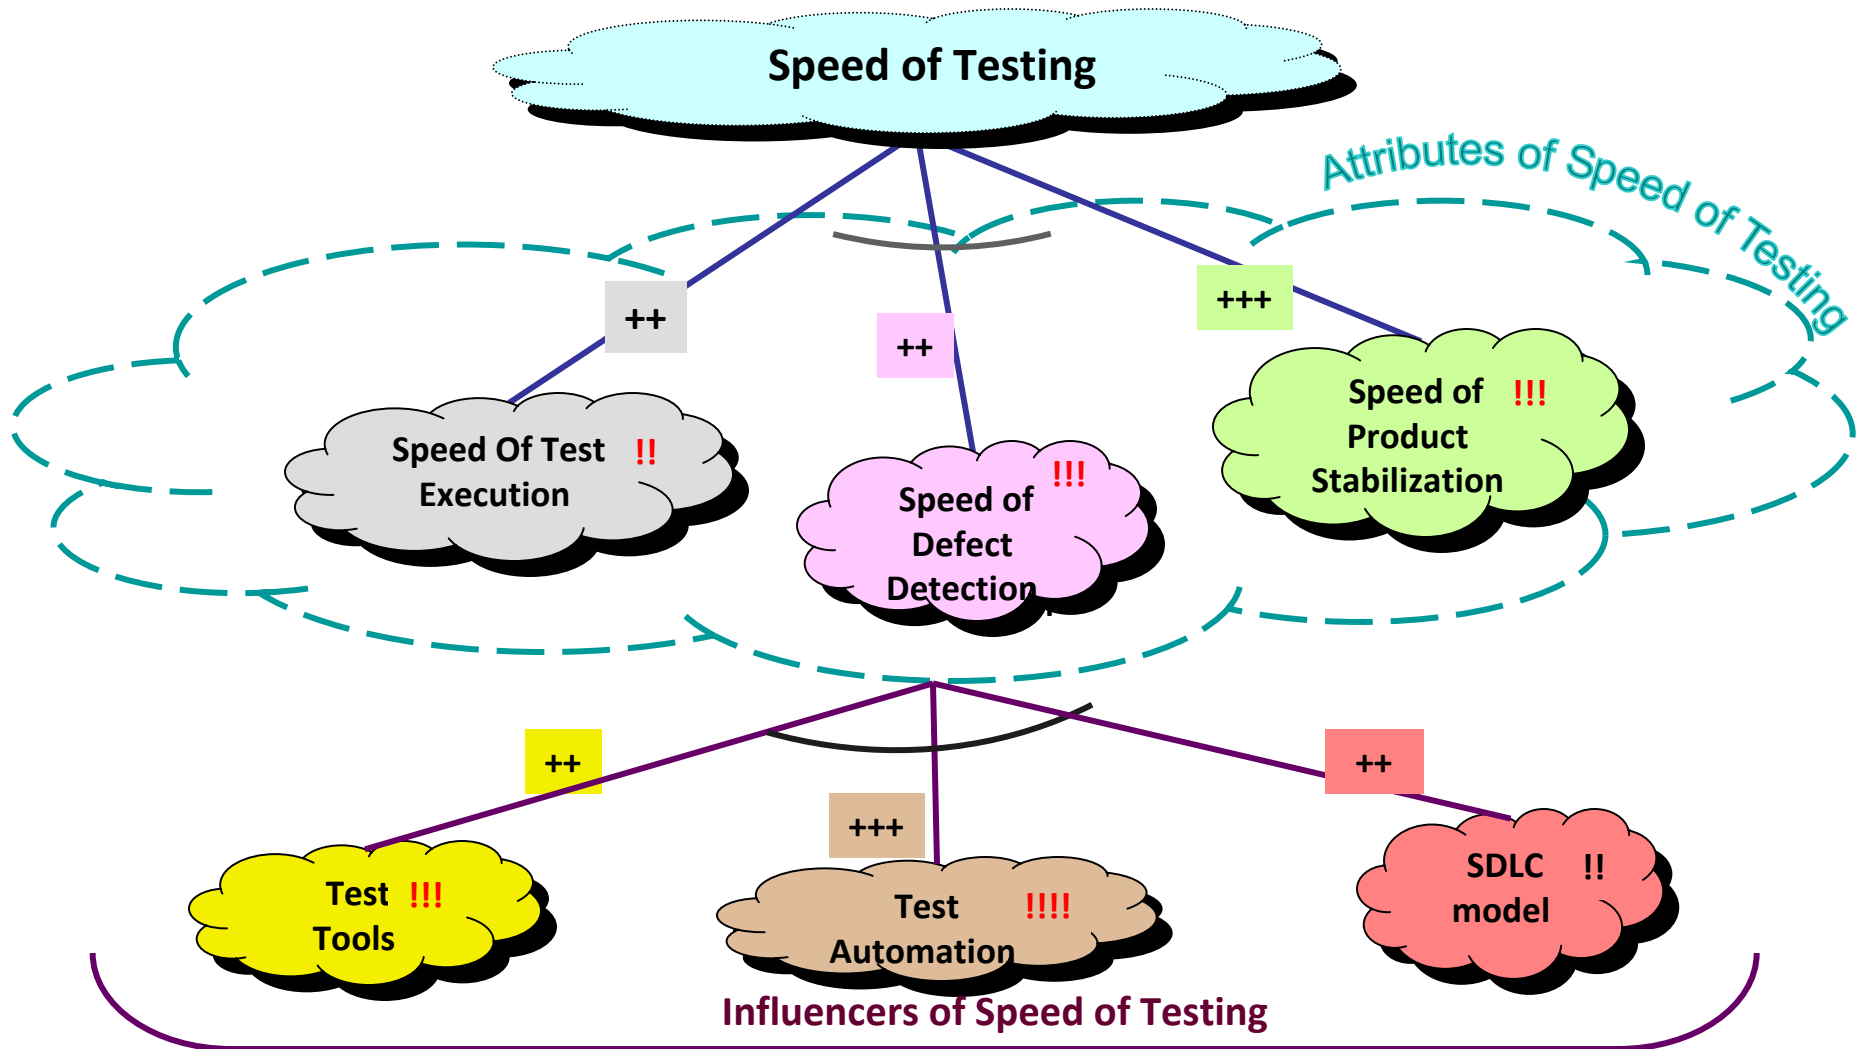 Speed of Testing
Attributes of Speed of Testing
++
++
+++
Speed Of Test !!
Execution
!!!
Speed of
Defect
Detection
Speed of !!!
Product
Stabilization
++
+++
++
Test !!!
Tools
Test !!!!
Automation
SDLC !!
model
Influencers of Speed of Testing